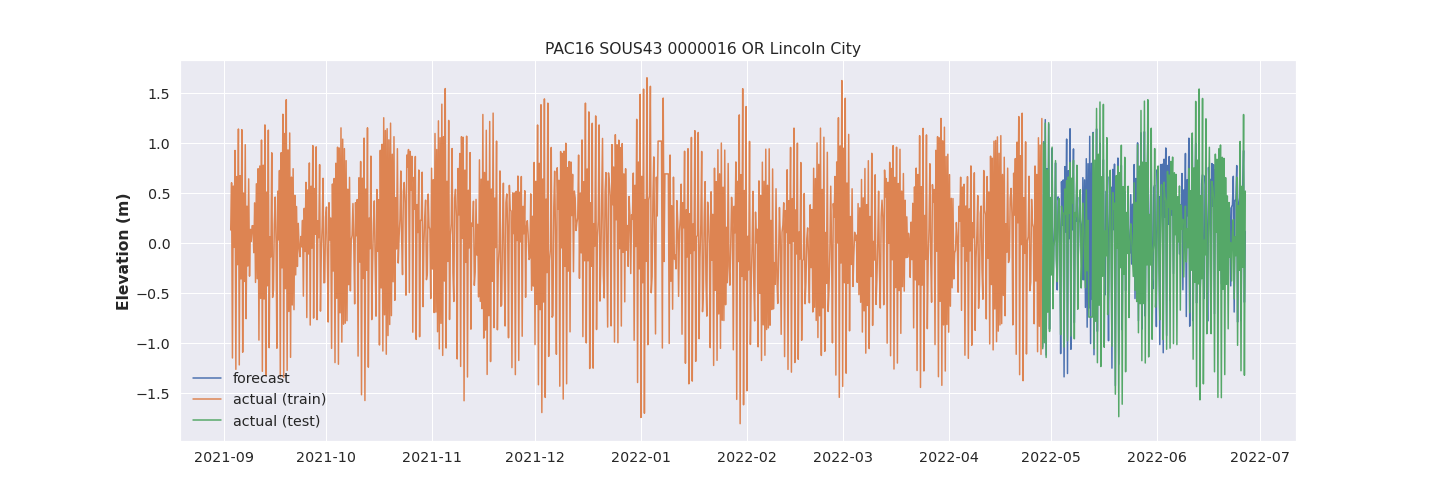 PAC16 SOUS43 0000016 OR Lincoln City
Elevation (m)
1.5
1.0
0.5
0.0
−0.5
−1.0
−1.5
forecast
actual (train)
actual (test)
2021-09 2021-10 2021-11 2021-12 2022-01 2022-02 2022-03 2022-04 2022-05 2022-06 2022-07